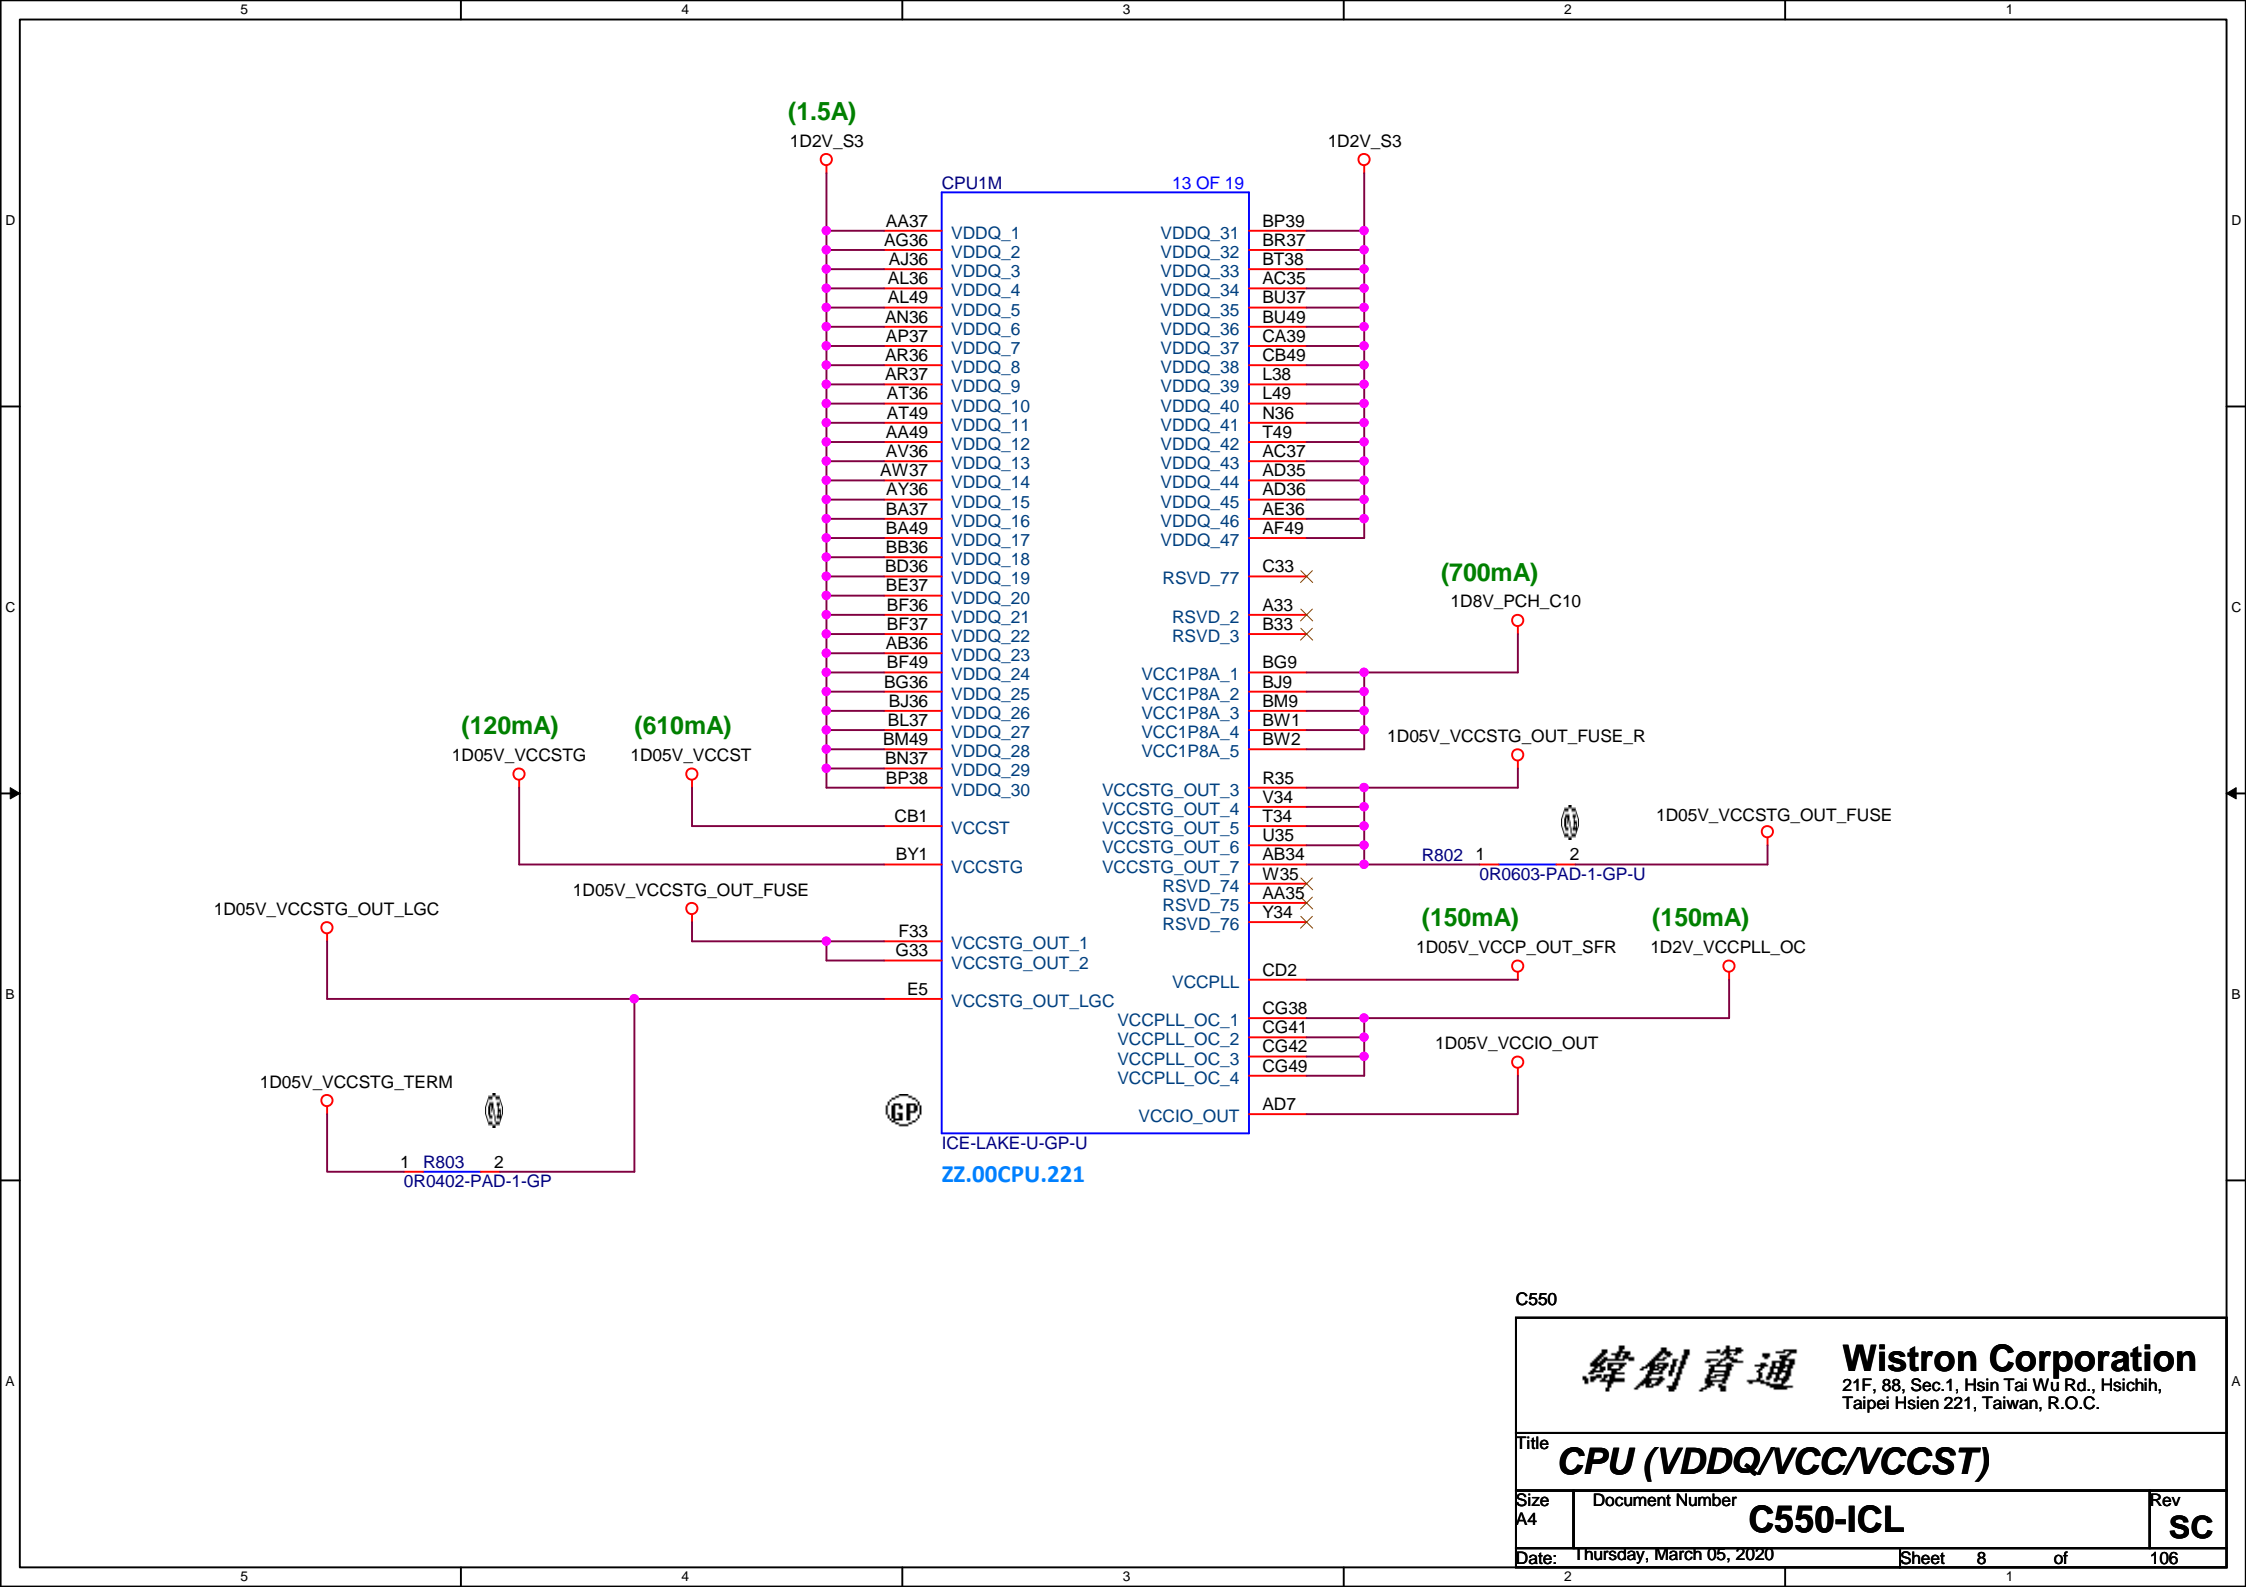 5 4 3 2 1
(1.5A)
1D2V_S3 1D2V_S3
CPU1M 13 OF 19
D D
AA37 VDDQ_1 VDDQ_31 BP39
AG36 VDDQ_2 VDDQ_32 BR37
AJ36 VDDQ_3 VDDQ_33 BT38
AL36 VDDQ_4 VDDQ_34 AC35
AL49 VDDQ_5 VDDQ_35 BU37
AN36 VDDQ_6 VDDQ_36 BU49
AP37 VDDQ_7 VDDQ_37 CA39
AR36 VDDQ_8 VDDQ_38 CB49
AR37 VDDQ_9 VDDQ_39 L38
AT36 VDDQ_10 VDDQ_40 L49
AT49 VDDQ_11 VDDQ_41 N36
AA49 VDDQ_12 VDDQ_42 T49
AV36 VDDQ_13 VDDQ_43 AC37
AW37 VDDQ_14 VDDQ_44 AD35
AY36 VDDQ_15 VDDQ_45 AD36
BA37 VDDQ_16 VDDQ_46 AE36
BA49 VDDQ_17 VDDQ_47 AF49
BB36 VDDQ_18
BD36 VDDQ_19 RSVD_77 C33
(700mA)
BE37 VDDQ_20
1D8V_PCH_C10
C C
BF36 VDDQ_21 RSVD_2 A33
BF37 VDDQ_22 RSVD_3 B33
AB36 VDDQ_23
BF49 VDDQ_24 VCC1P8A_1 BG9
BG36 VDDQ_25 VCC1P8A_2 BJ9
BJ36 VDDQ_26 VCC1P8A_3 BM9
BL37 VDDQ_27 VCC1P8A_4 BW1
BM49 VDDQ_28 VCC1P8A_5 BW2
(120mA) (610mA)
1D05V_VCCSTG 1D05V_VCCST
1D05V_VCCSTG_OUT_FUSE_R
BN37 VDDQ_29
BP38 VDDQ_30 VCCSTG_OUT_3 R35
VCCSTG_OUT_4 V34
CB1 VCCST VCCSTG_OUT_5 T34
1D05V_VCCSTG_OUT_FUSE
VCCSTG_OUT_6 U35
BY1 VCCSTG VCCSTG_OUT_7 AB34
R802 1 2
0R0603-PAD-1-GP-U
RSVD_74 W35
1D05V_VCCSTG_OUT_FUSE
RSVD_75 AA35
1D05V_VCCSTG_OUT_LGC
RSVD_76 Y34
(150mA) (150mA)
1D05V_VCCP_OUT_SFR 1D2V_VCCPLL_OC
F33 VCCSTG_OUT_1
G33 VCCSTG_OUT_2
VCCPLL CD2
B B
E5 VCCSTG_OUT_LGC
VCCPLL_OC_1 CG38
VCCPLL_OC_2 CG41
VCCPLL_OC_3 CG42
VCCPLL_OC_4 CG49
1D05V_VCCIO_OUT
1D05V_VCCSTG_TERM
GP
VCCIO_OUT AD7
ICE-LAKE-U-GP-U
1 R803 2
0R0402-PAD-1-GP
ZZ.00CPU.221
C550
緯創資通
Wistron Corporation
21F, 88, Sec.1, Hsin Tai Wu Rd., Hsichih,
Taipei Hsien 221, Taiwan, R.O.C.
A A
Title
CPU (VDDQ/VCC/VCCST)
Size Document Number Rev
A4 C550-ICL SC
Date: Thursday, March 05, 2020 Sheet 8 of 106
5 4 3 2 1